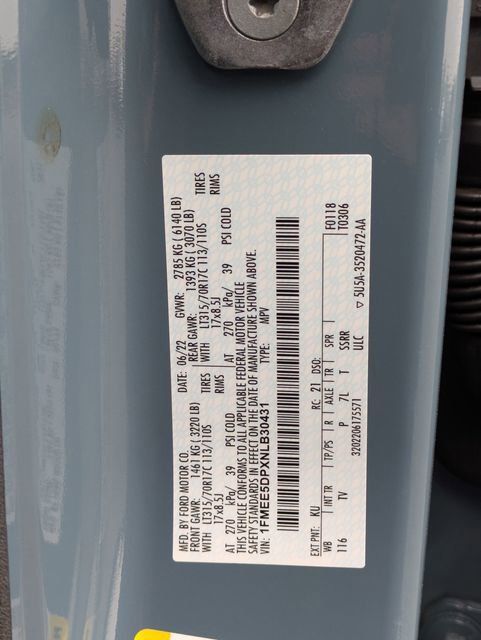 MFD. BY FORD MOTOR CO.
DATE: 06/22 GVWR: 2785 KG ( 6140 LB)
FRONT GAWR: 1461 KG ( 3220 LB) REAR GAWR: 1393 KG ( 3070 LB)
WITH LT315/70R17C 113/110S TIRES WITH LT315/70R17C 113/110S TIRES
17x8.5J RIMS 17x8.5J RIMS
AT 270 kPa/ 39 PSI COLD AT 270 kPa/ 39 PSI COLD
THIS VEHICLE CONFORMS TO ALL APPLICABLE FEDERAL MOTOR VEHICLE
SAFETY STANDARDS IN EFFECT ON THE DATE OF MANUFACTURE SHOWN ABOVE.
VIN: 1FMEE5DPXNLB30431 TYPE: MPV
F0118
T0306
EXT PNT: KU RC: 21 DSO:
WB INT TR TP/PS R AXLE TR SPR
116 TV P 7L T SSRR
ULC
3202206175571 ▽ 5U5A-3520472-AA